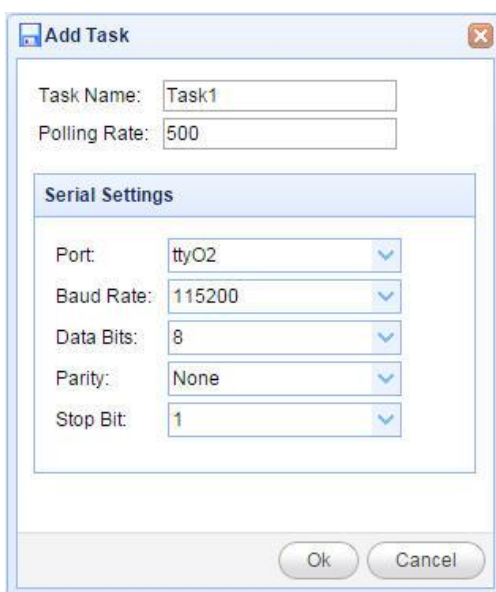 Add Task
Task Name: Task1
Polling Rate: 500
Serial Settings
Port: ttyO2
Baud Rate: 115200
Data Bits: 8
Parity: None
Stop Bit: 1
Ok Cancel